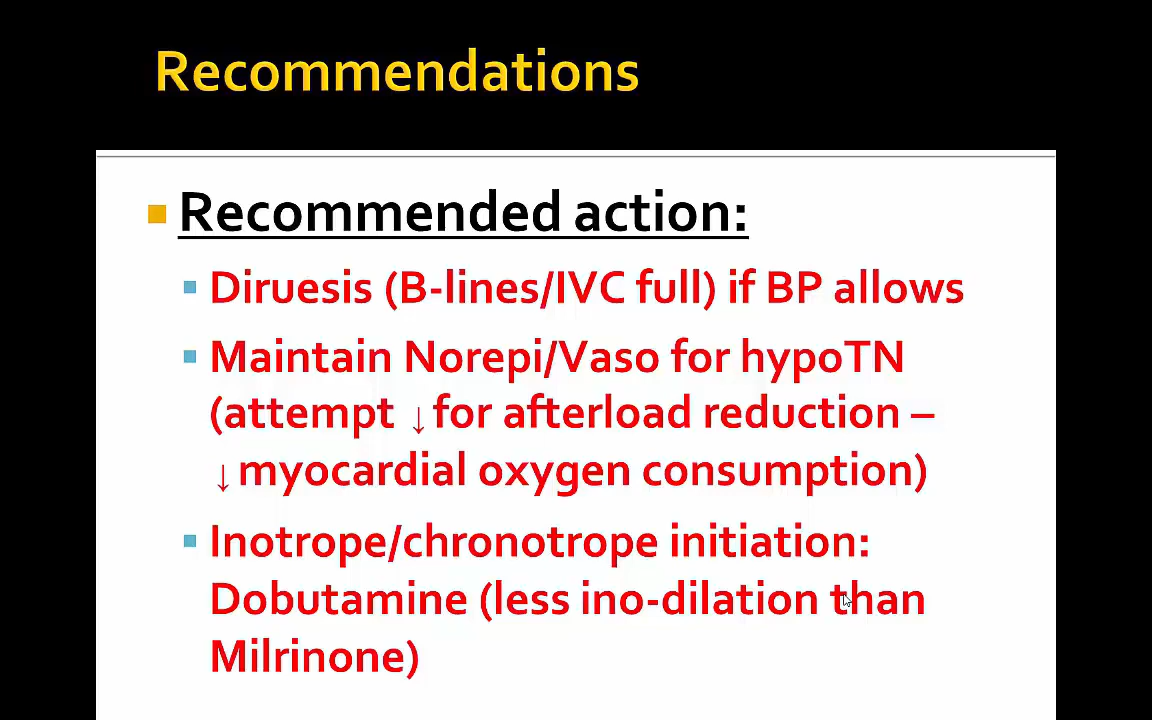 Recommendations
Recommended action:
Diruesis (B-lines/IVC full) if BP allows
Maintain Norepi/Vaso for hypoTN
(attempt ↓for afterload reduction –
↓myocardial oxygen consumption)
Inotrope/chronotrope initiation:
Dobutamine (less ino-dilation than
Milrinone)